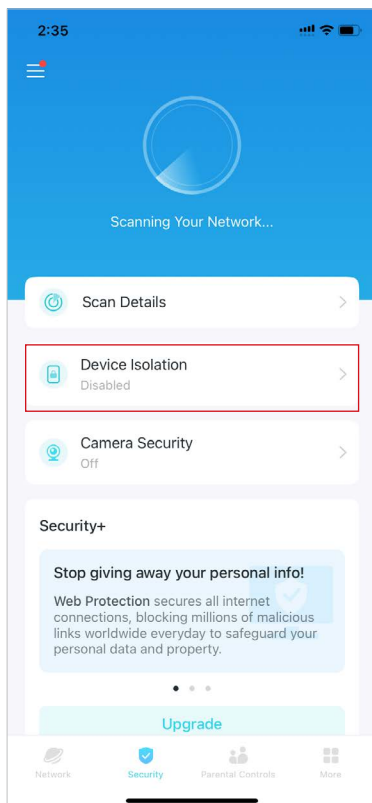 2:35
Scanning Your Network...
Scan Details
Device Isolation
Disabled
Camera Security
Off
Security+
Stop giving away your personal info!
Web Protection secures all internet
connections, blocking millions of malicious
links worldwide everyday to safeguard your
personal data and property.
Upgrade
Network
Security
Parental Controls
More